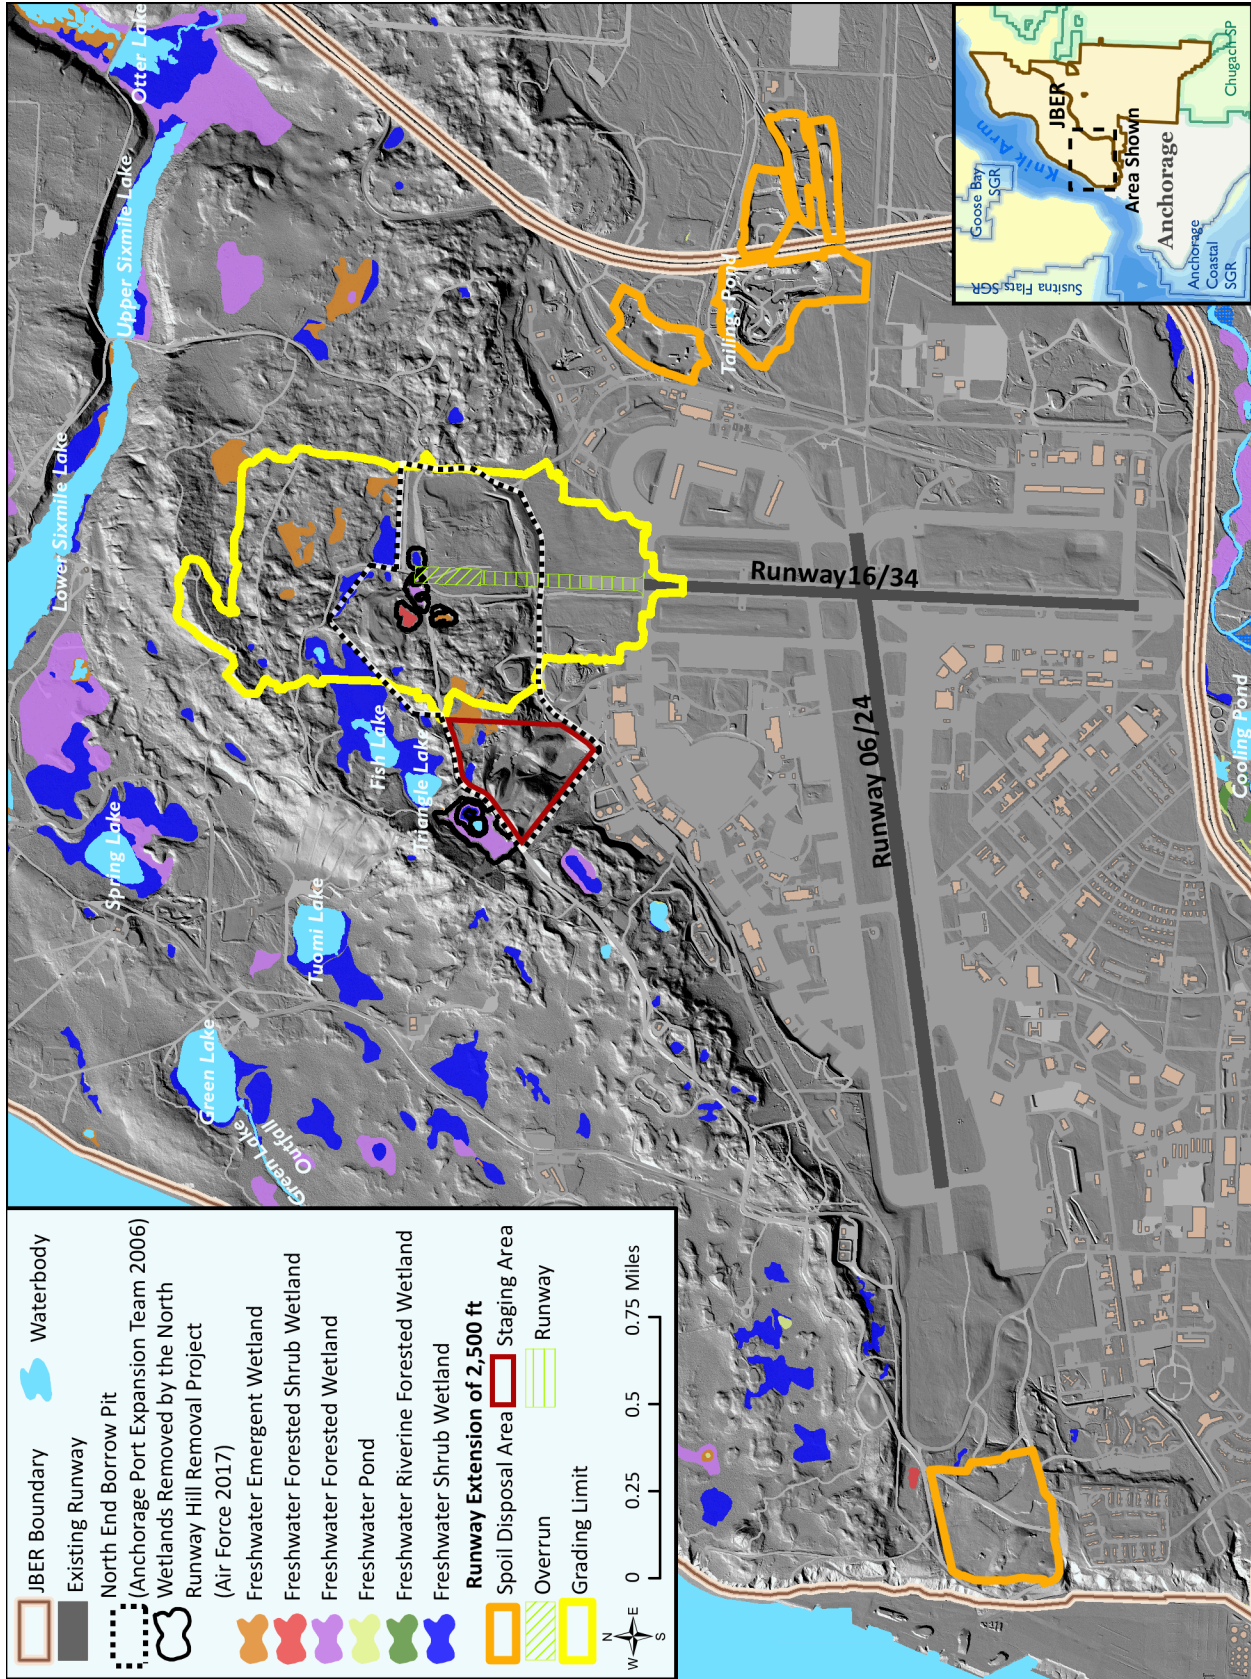 Otter Lake
Upper Sixmile Lake
Lower Sixmile Lake
Spring Lake
Fish Lake
Triangle Lake
Tuomi Lake
Green Lake
Green Lake
Outfall
Tailings Pond
Runway16/34
Runway 06/24
Cooling Pond
JBER Boundary
Waterbody
Existing Runway
North End Borrow Pit
(Anchorage Port Expansion Team 2006)
Wetlands Removed by the North
Runway Hill Removal Project
(Air Force 2017)
Freshwater Emergent Wetland
Freshwater Forested Shrub Wetland
Freshwater Forested Wetland
Freshwater Pond
Freshwater Riverine Forested Wetland
Freshwater Shrub Wetland
Runway Extension of 2,500 ft
Spoil Disposal Area
Staging Area
Overrun
Runway
Grading Limit
N
W E
S
0 0.25 0.5 0.75 Miles
Goose Bay
SGR
Knik Arm
JBER
Area Shown
Susitna Flats
SGR
Anchorage
Anchorage
Coastal
SGR
Chugach SP